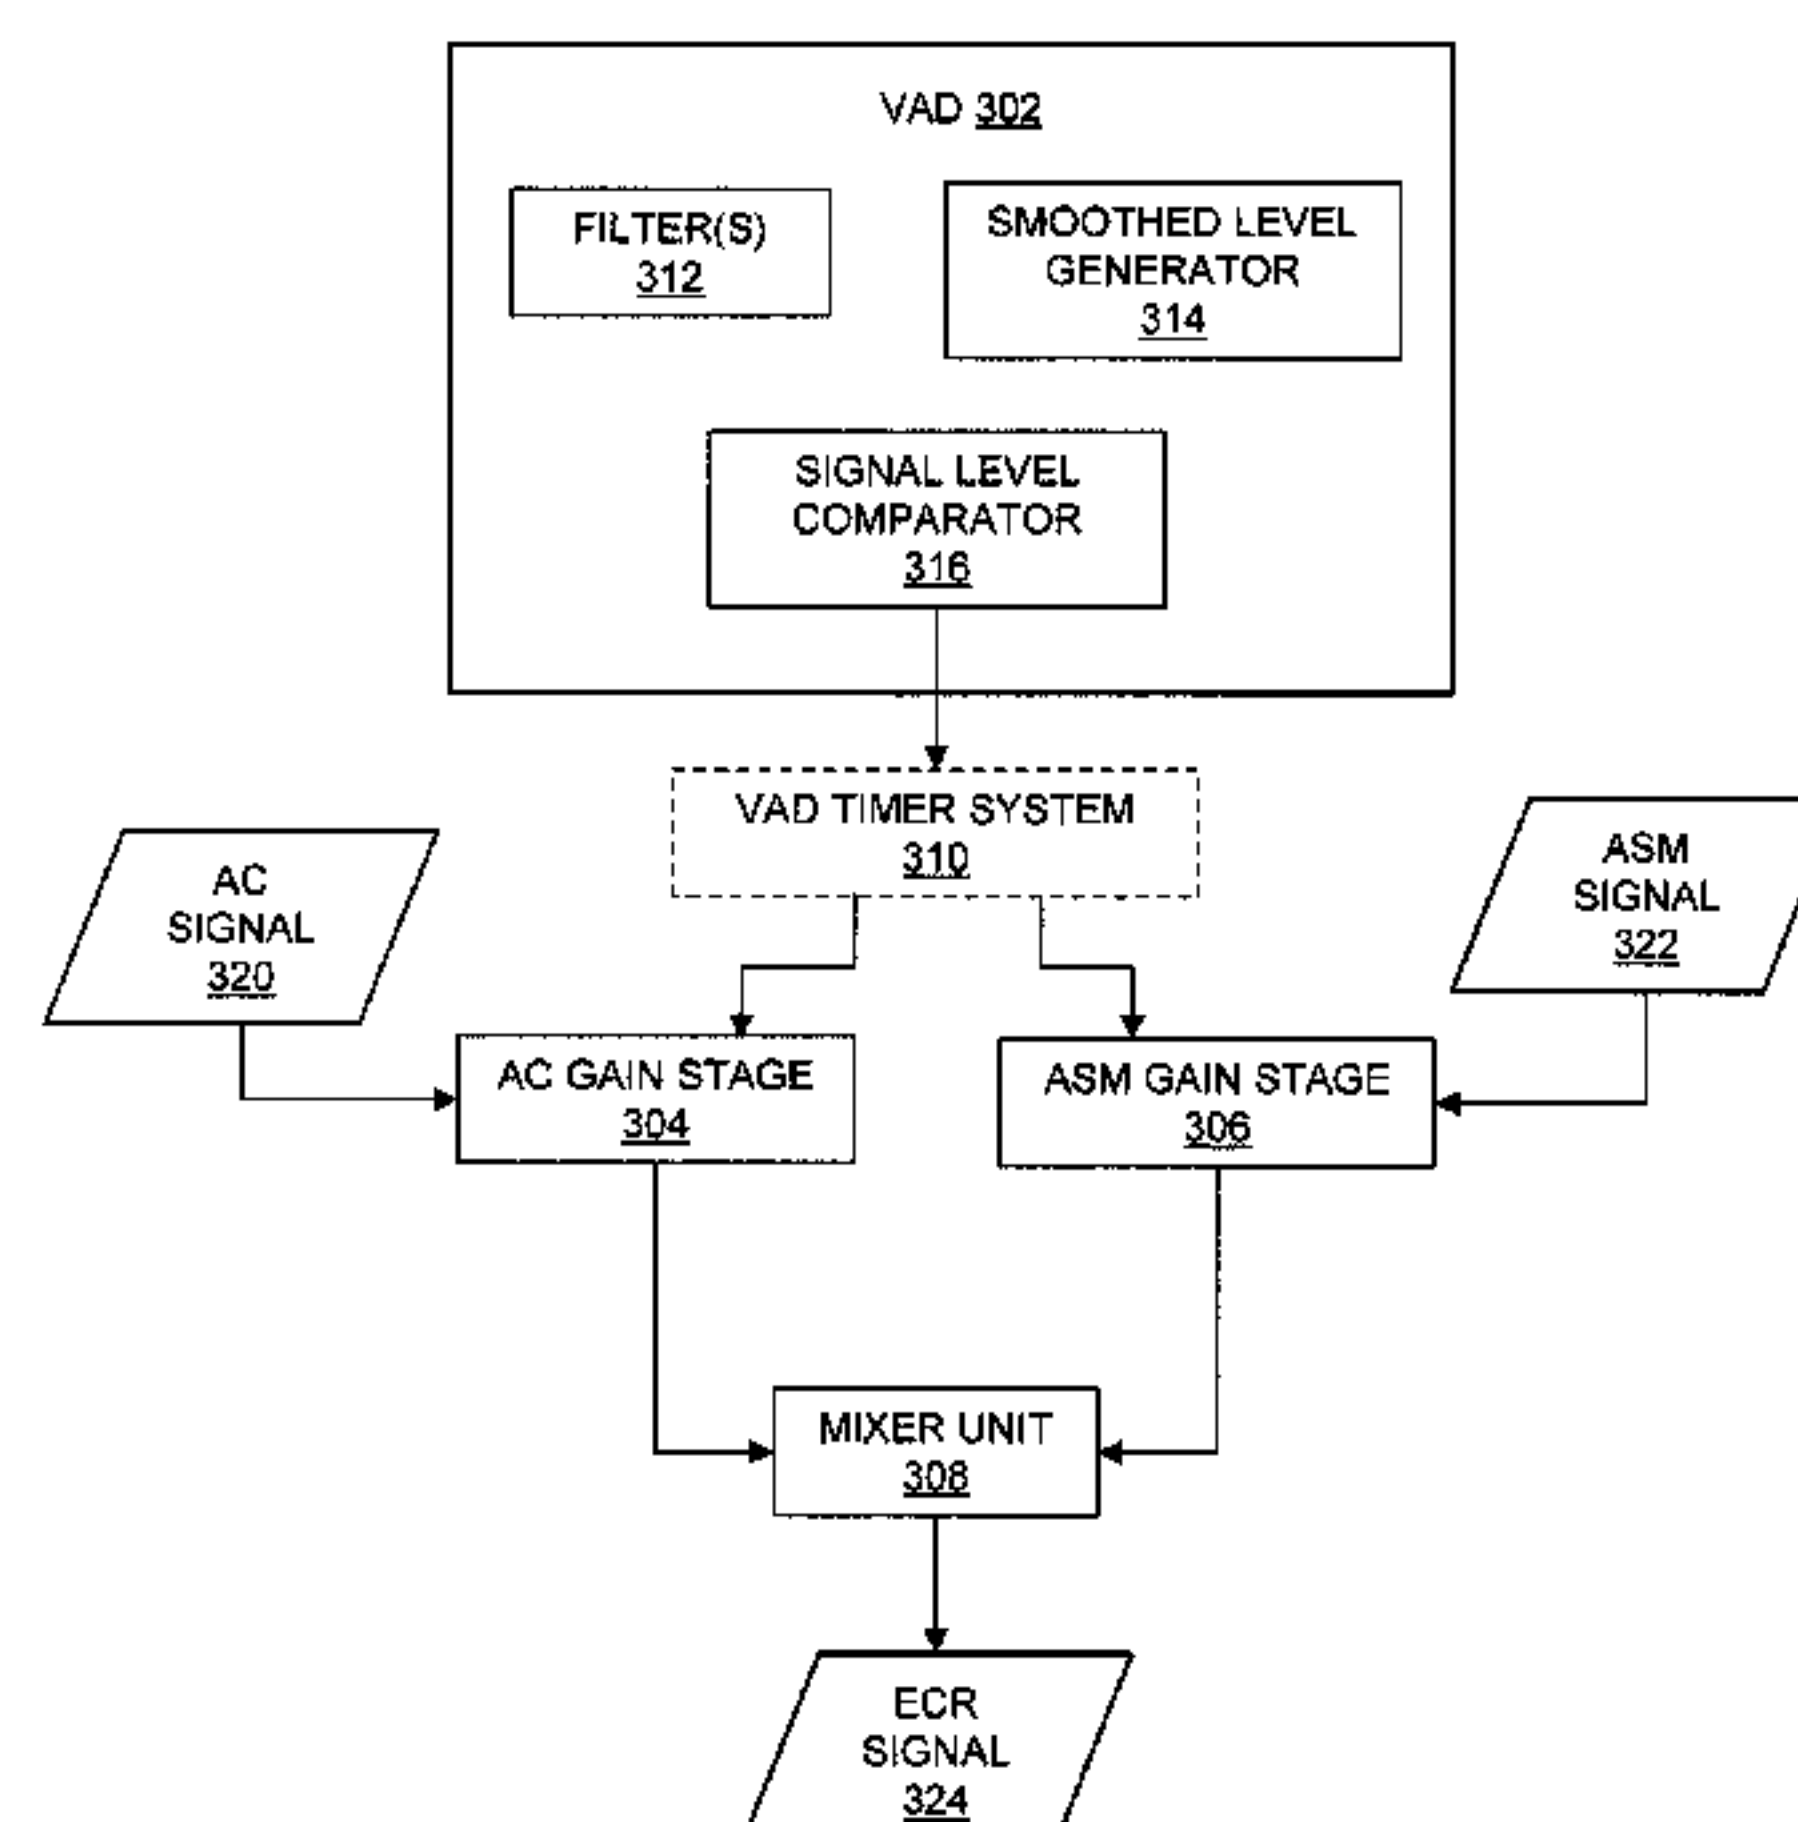 VAD 302
FILTER(S)
312
SMOOTHED LEVEL
GENERATOR
314
SIGNAL LEVEL
COMPARATOR
316
VAD TIMER SYSTEM
310
AC
SIGNAL
320
ASM
SIGNAL
322
AC GAIN STAGE
304
ASM GAIN STAGE
306
MIXER UNIT
308
ECR
SIGNAL
324